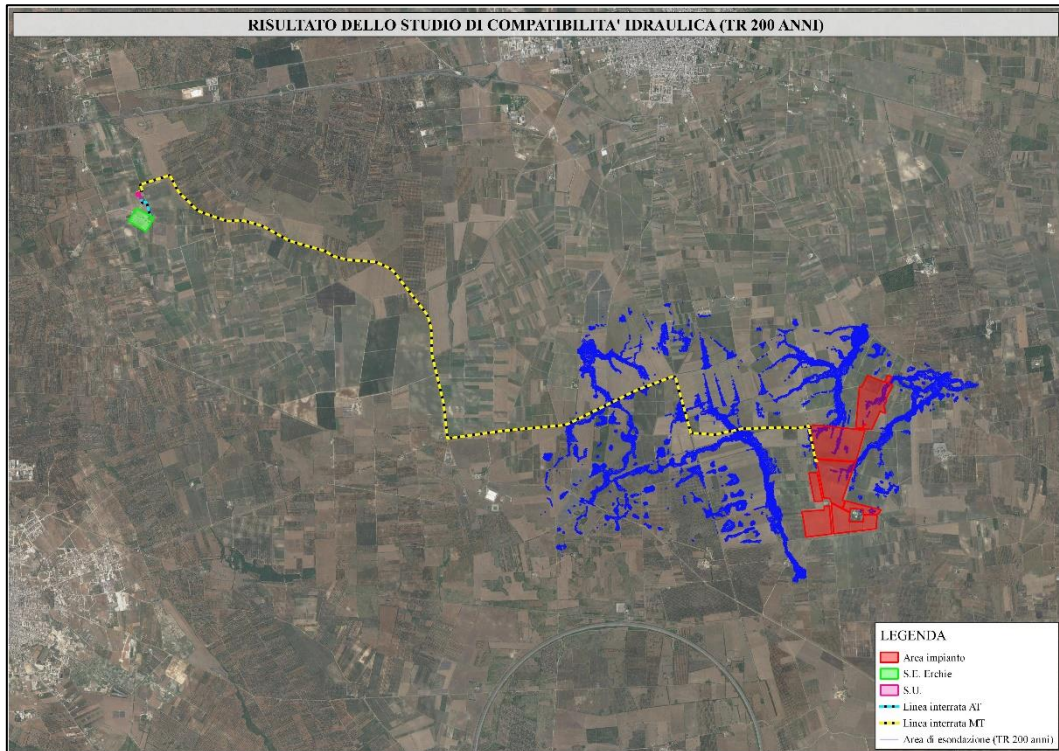 RISULTATO DELLO STUDIO DI COMPATIBILITA' IDRAULICA (TR 200 ANNI)
LEGENDA
Area impianto
S.E. Erchie
S.U.
Linea interrata AT
Linea interrata MT
Area di esondazione (TR 200 anni)